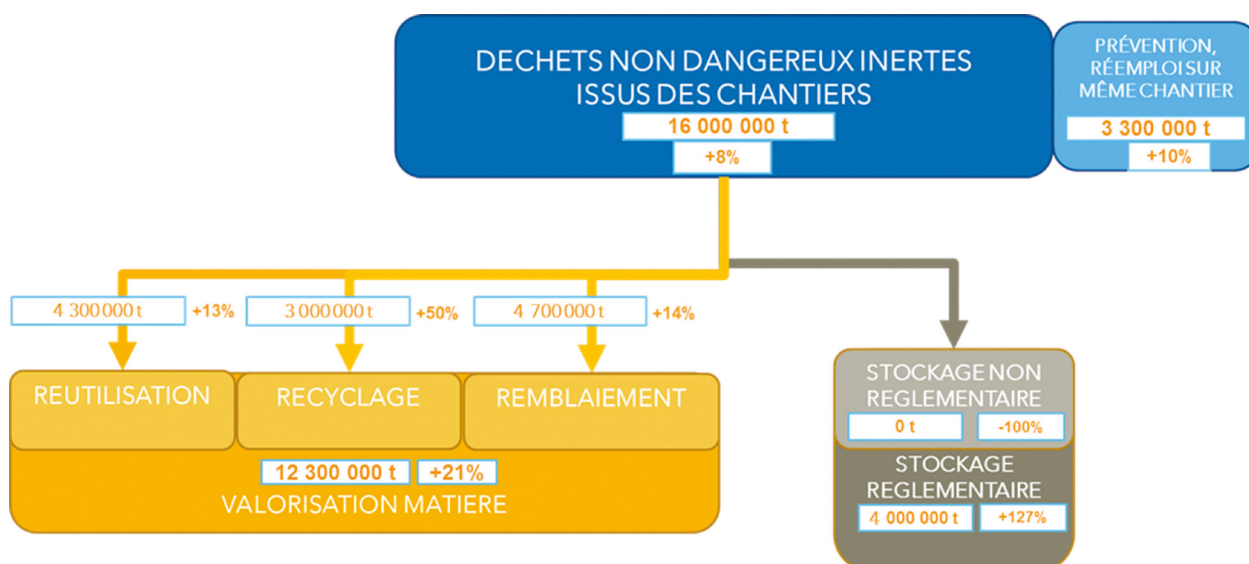 DECHETS NON DANGEREUX INERTES
ISSUS DES CHANTIERS
16 000 000 t
+8%
PRÉVENTION,
RÉEMPLOI SUR
MÊME CHANTIER
3 300 000 t
+10%
4 300 000 t +13% 3 000 000 t +50% 4 700 000 t +14%
REUTILISATION RECYCLAGE REMBLAIEMENT
12 300 000 t +21%
VALORISATION MATIERE
STOCKAGE NON
REGLEMENTAIRE
0 t -100%
STOCKAGE
REGLEMENTAIRE
4 000 000 t +127%